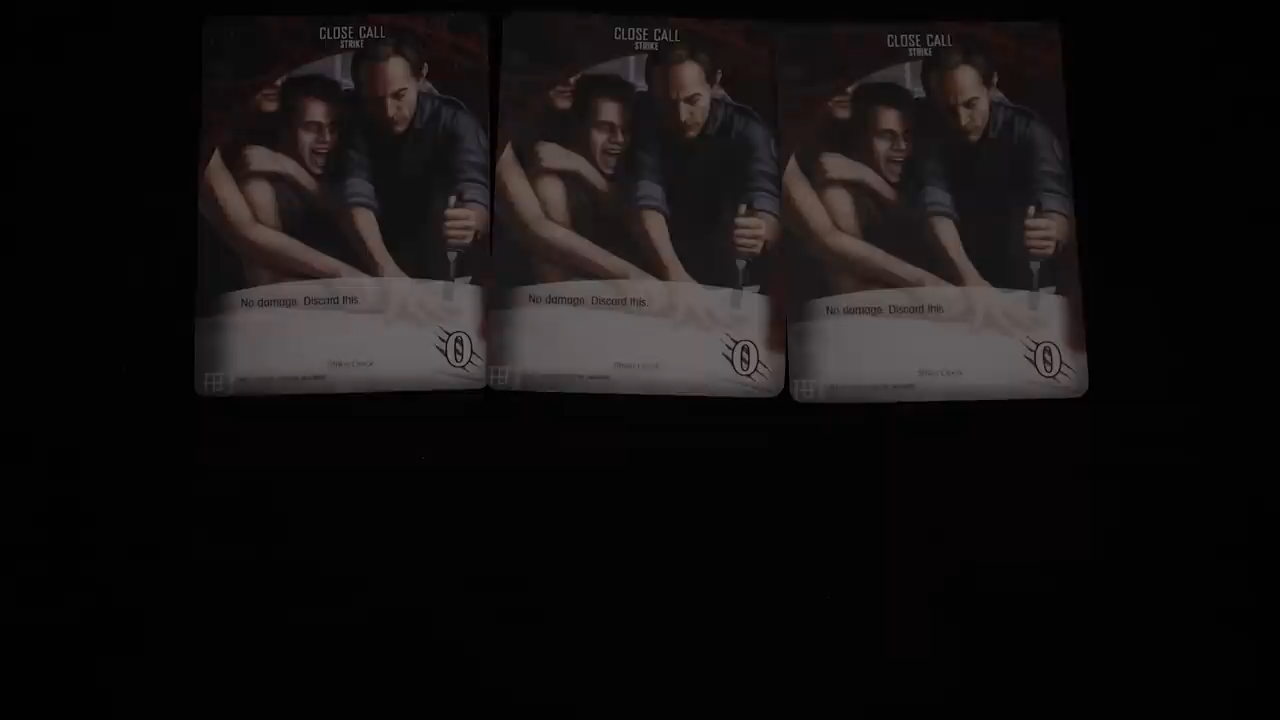 CLOSE CALL
STRIKE
No damage. Discard this.
0
CLOSE CALL
STRIKE
No damage. Discard this.
0
CLOSE CALL
STRIKE
No damage. Discard this.
0